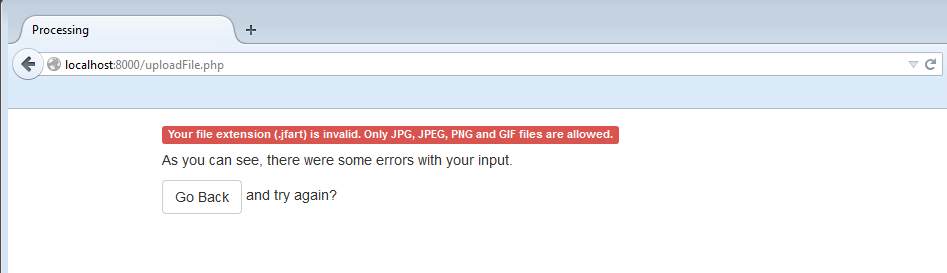 Processing
localhost:8000/uploadFile.php
Your file extension (.jfart) is invalid. Only JPG, JPEG, PNG and GIF files are allowed.
As you can see, there were some errors with your input.
Go Back and try again?